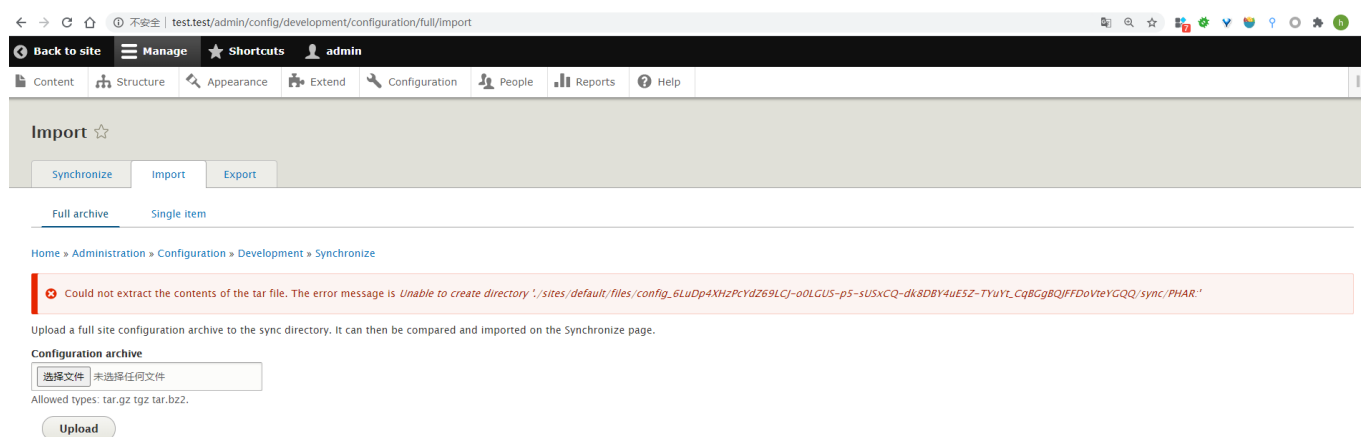 不安全 | test.test/admin/config/development/configuration/full/import
7
h
Back to site Manage Shortcuts admin
Content Structure Appearance Extend Configuration People Reports Help
Import
Synchronize Import Export
Full archive Single item
Home » Administration » Configuration » Development » Synchronize
Could not extract the contents of the tar file. The error message is Unable to create directory './sites/default/files/config_6LuDp4XHzPcYdZ69LCJ-o0LGUS-p5-sUSxCQ-dk8DBY4uE5Z-TYuYt_CqBGgBQJFFDoVteYGQQ/sync/PHAR:'
Upload a full site configuration archive to the sync directory. It can then be compared and imported on the Synchronize page.
Configuration archive
选择文件 未选择任何文件
Allowed types: tar.gz tgz tar.bz2.
Upload